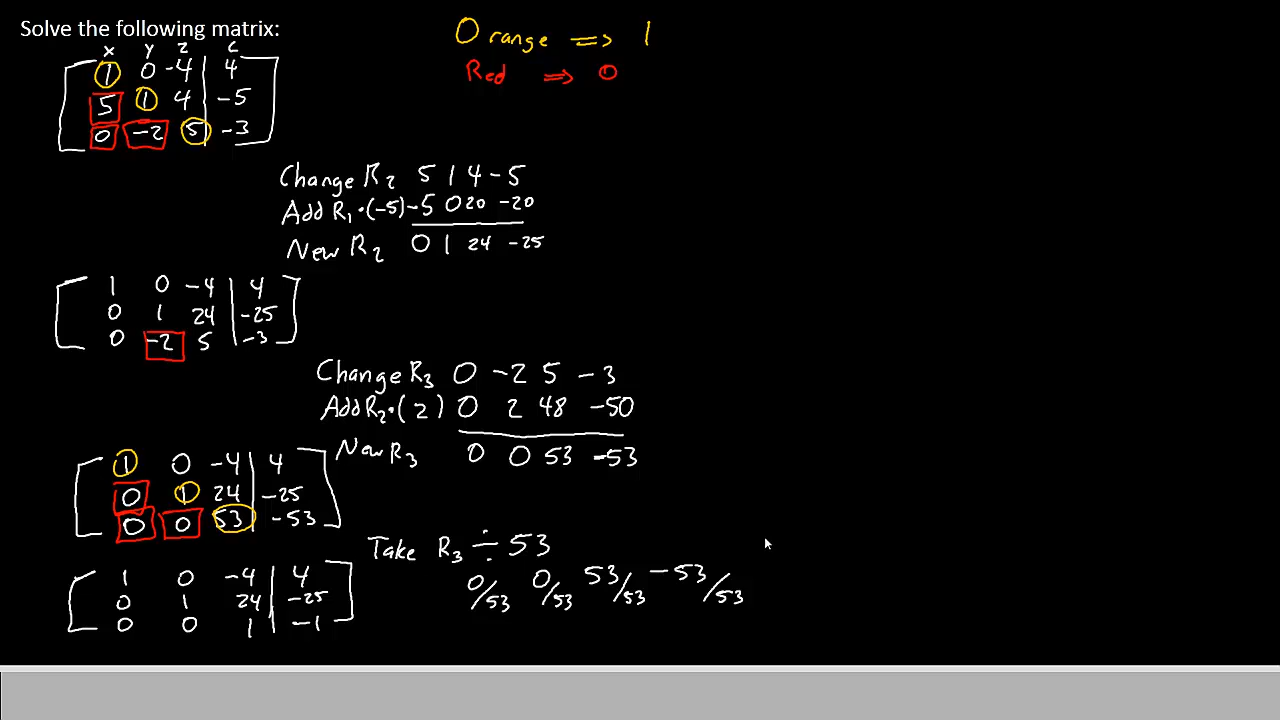 Solve the following matrix:
Orange => 1
Red => 0
x y z c
1 0 -4 4
5 1 4 -5
0 -2 5 -3
Change R2 5 1 4 -5
Add R1·(-5) -5 0 20 -20
New R2 0 1 24 -25
1 0 -4 4
0 1 24 -25
0 -2 5 -3
Change R3 0 -2 5 -3
Add R2·(2) 0 2 48 -50
New R3 0 0 53 -53
1 0 -4 4
0 1 24 -25
0 0 53 -53
Take R3 ÷ 53
0/53 0/53 53/53 -53/53
1 0 -4 4
0 1 24 -25
0 0 1 -1